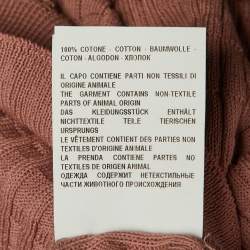 100% COTONE - COTTON - BAUMWOLLE -
COTON - ALGODON - ХЛОПОК
IL CAPO CONTIENE PARTI NON TESSILI DI
ORIGINE ANIMALE
THE GARMENT CONTAINS NON-TEXTILE
PARTS OF ANIMAL ORIGIN
DAS KLEIDUNGSSTÜCK ENTHÄLT
NICHTTEXTILE TEILE TIERISCHEN
URSPRUNGS
LE VÊTEMENT CONTIENT DES PARTIES NON
TEXTILES D'ORIGINE ANIMALE
LA PRENDA CONTIENE PARTES NO
TEXTILES DE ORIGEN ANIMAL
ОДЕЖДА СОДЕРЖИТ НЕТЕКСТИЛЬНЫЕ
ЧАСТИ ЖИВОТНОГО ПРОИСХОЖДЕНИЯ